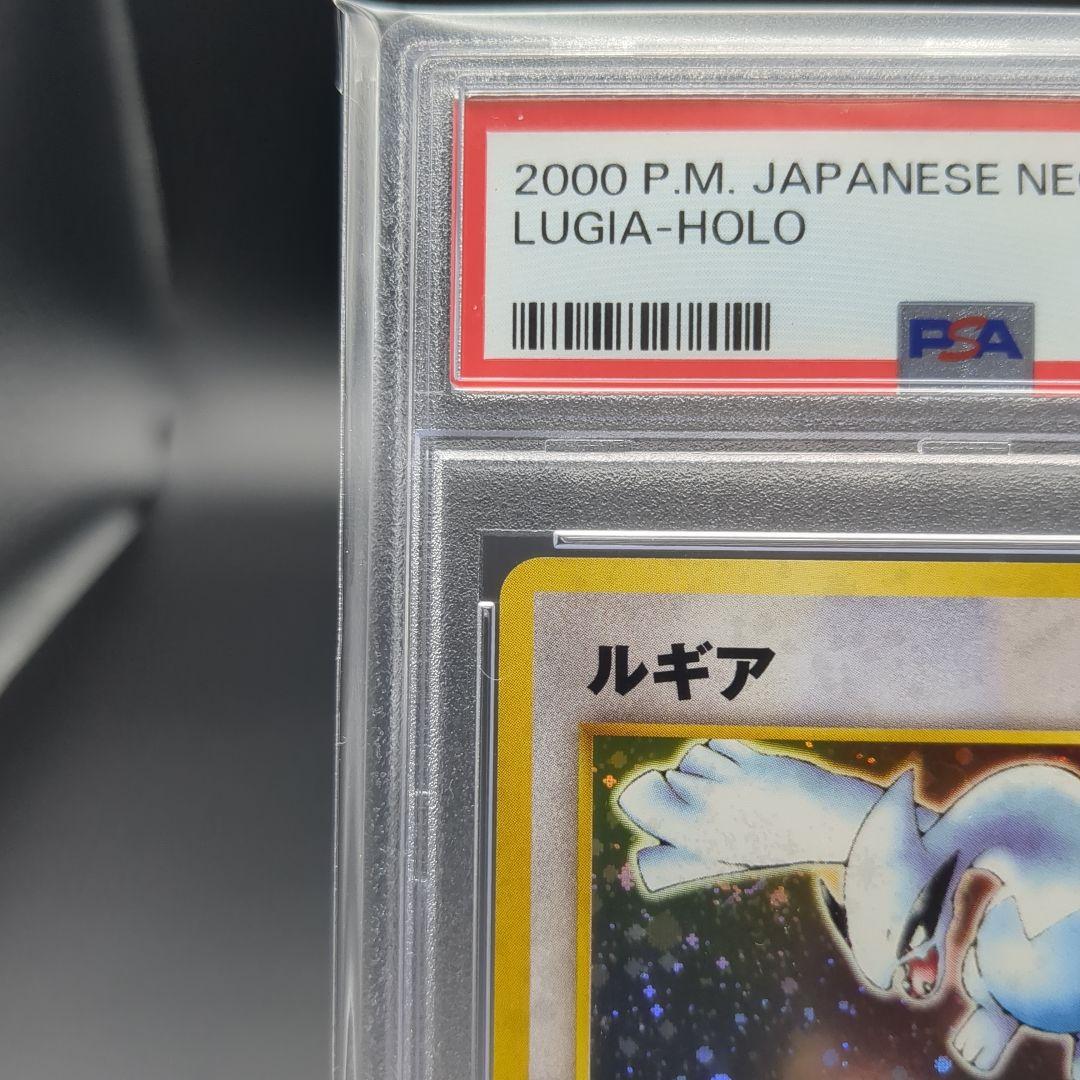 2000 P.M. JAPANESE NE
LUGIA-HOLO
PSA
ルギア